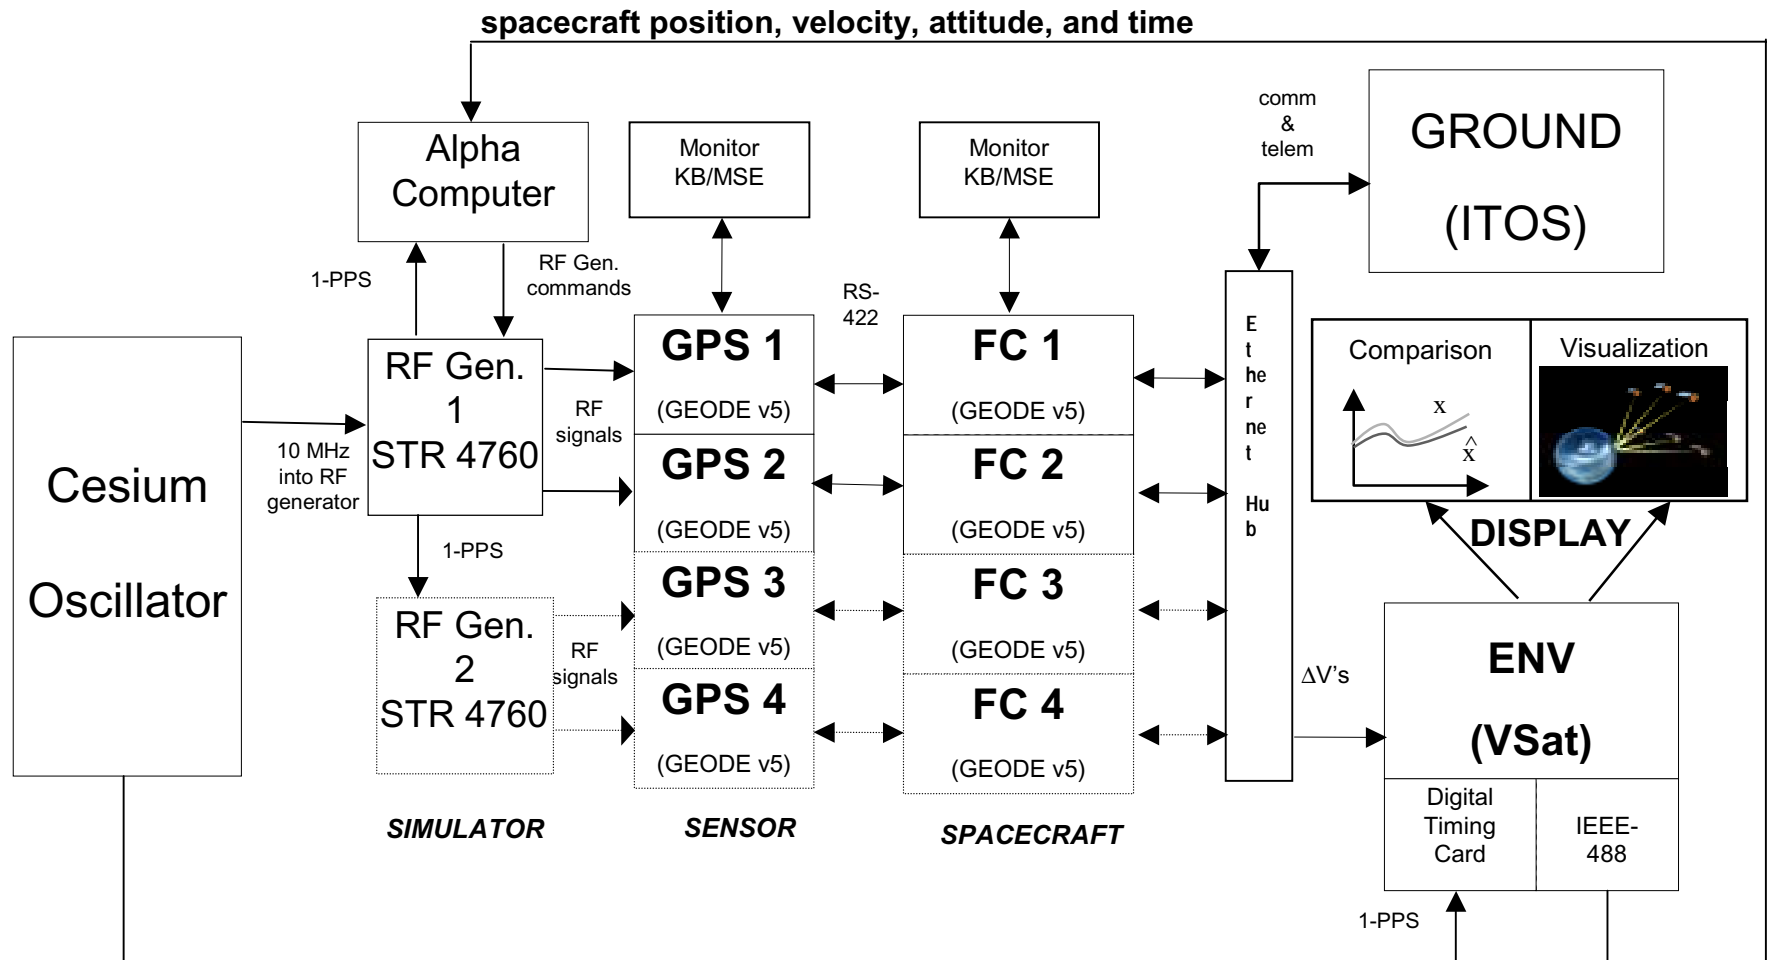 spacecraft position, velocity, attitude, and time
Alpha
Computer
Monitor
KB/MSE
Monitor
KB/MSE
comm
&
telem
GROUND
(ITOS)
1-PPS
RF Gen.
commands
RS-
422
Cesium
Oscillator
10 MHz
into RF
generator
RF Gen.
1
STR 4760
RF
signals
1-PPS
RF Gen.
2
STR 4760
RF
signals
GPS 1
(GEODE v5)
GPS 2
(GEODE v5)
GPS 3
(GEODE v5)
GPS 4
(GEODE v5)
FC 1
(GEODE v5)
FC 2
(GEODE v5)
FC 3
(GEODE v5)
FC 4
(GEODE v5)
E
t
he
r
ne
t
Hu
b
Comparison
x
x̂
Visualization
DISPLAY
ΔV’s
ENV
(VSat)
Digital
Timing
Card
IEEE-
488
1-PPS
SIMULATOR
SENSOR
SPACECRAFT